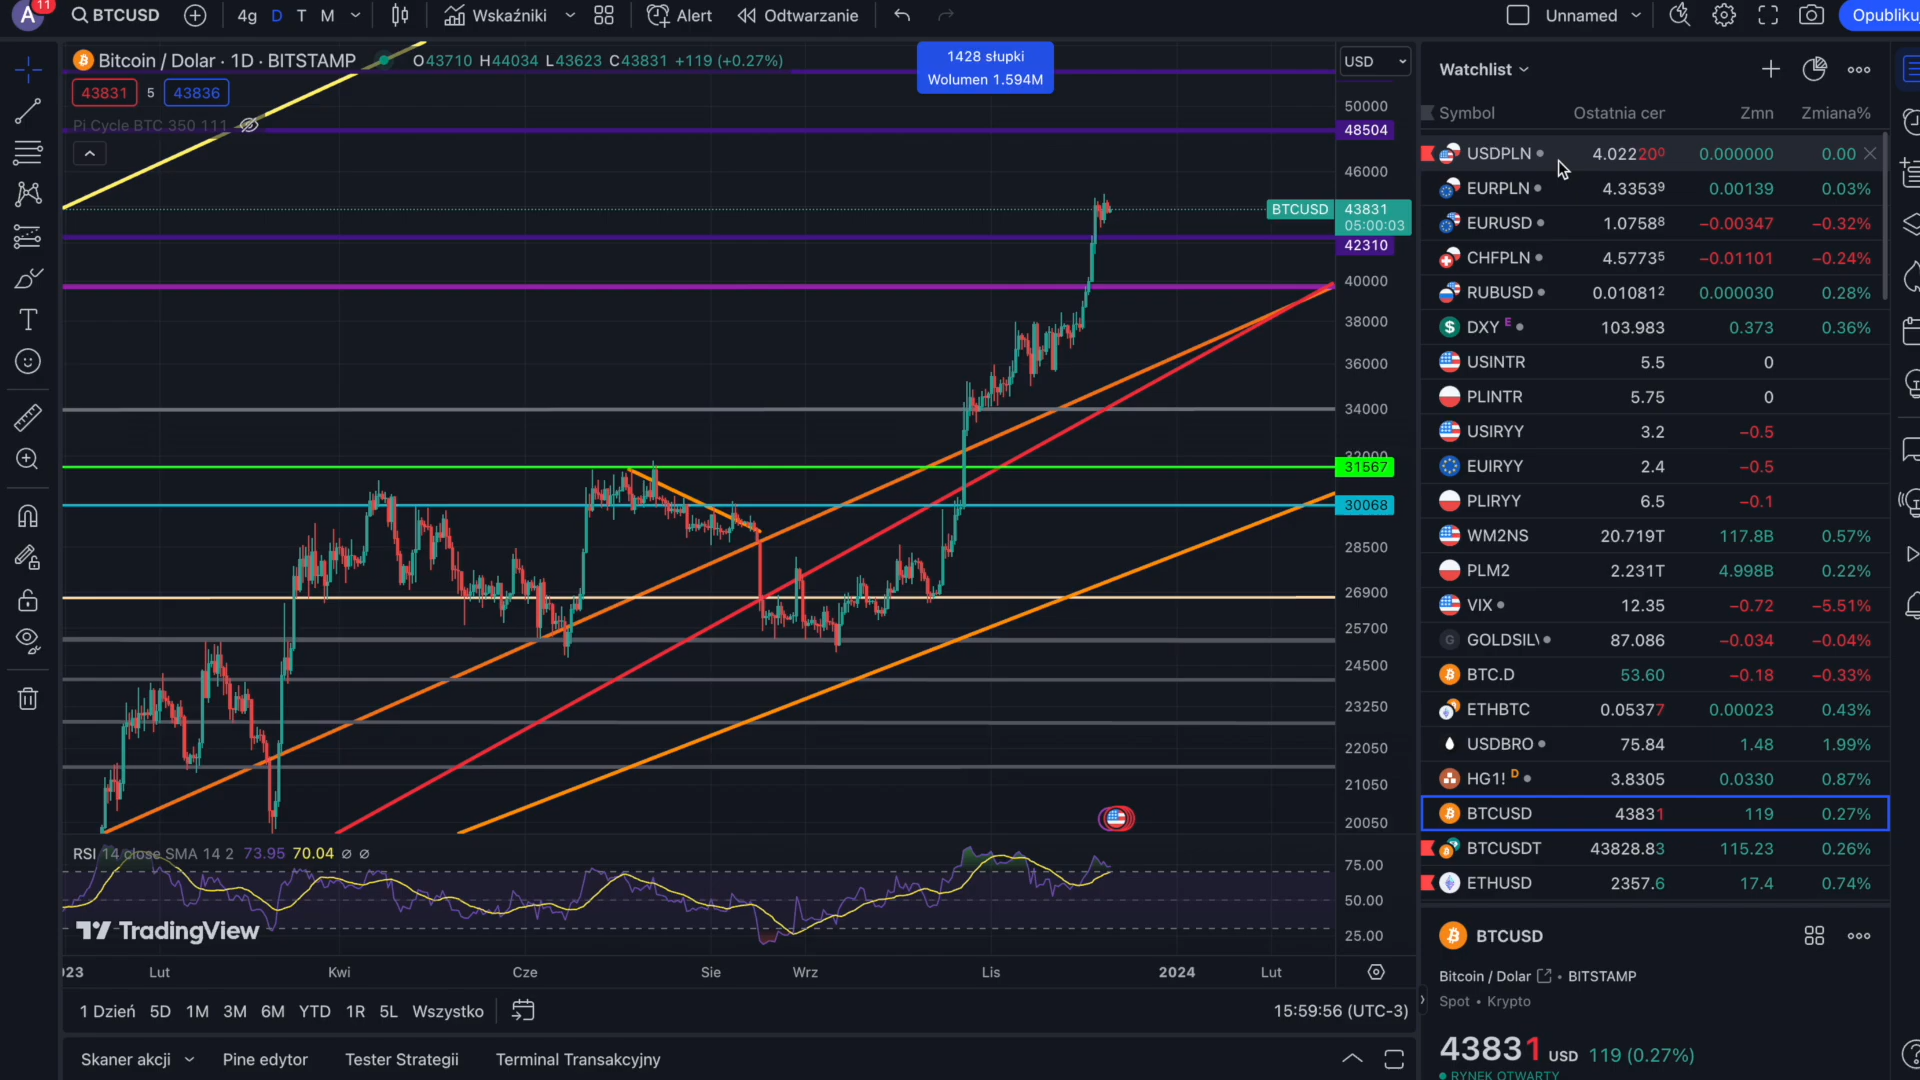 A 11 BTCUSD 4g D T M Wskaźniki Alert Odtwarzanie Unnamed Opubliku
Bitcoin / Dolar · 1D · BITSTAMP O43710 H44034 L43623 C43831 +119 (+0.27%)
43831 5 43836
Pi Cycle BTC 350 111
1428 słupki
Wolumen 1.594M
USD
50000
48504
46000
BTCUSD 43831
05:00:03
42310
40000
38000
36000
34000
32000
31567
30068
28500
26900
25700
24500
23250
22050
21050
20050
RSI 14 close SMA 14 2 73.95 70.04 ∅ ∅
75.00
50.00
25.00
TradingView
023 Lut Kwi Cze Sie Wrz Lis 2024 Lut
1 Dzień 5D 1M 3M 6M YTD 1R 5L Wszystko 15:59:56 (UTC-3)
Skaner akcji Pine edytor Tester Strategii Terminal Transakcyjny
Watchlist
Symbol Ostatnia cer Zmn Zmiana%
USDPLN 4.022200 0.000000 0.00
EURPLN 4.33539 0.00139 0.03%
EURUSD 1.07588 −0.00347 −0.32%
CHFPLN 4.57735 −0.01101 −0.24%
RUBUSD 0.010812 0.000030 0.28%
DXY E 103.983 0.373 0.36%
USINTR 5.5 0
PLINTR 5.75 0
USIRYY 3.2 −0.5
EUIRYY 2.4 −0.5
PLIRYY 6.5 −0.1
WM2NS 20.719T 117.8B 0.57%
PLM2 2.231T 4.998B 0.22%
VIX 12.35 −0.72 −5.51%
G GOLDSILV 87.086 −0.034 −0.04%
BTC.D 53.60 −0.18 −0.33%
ETHBTC 0.05377 0.00023 0.43%
USDBRO 75.84 1.48 1.99%
HG1! D 3.8305 0.0330 0.87%
BTCUSD 43831 119 0.27%
BTCUSDT 43828.83 115.23 0.26%
ETHUSD 2357.6 17.4 0.74%
BTCUSD
Bitcoin / Dolar • BITSTAMP
Spot • Krypto
43831 USD 119 (0.27%)
RYNEK OTWARTY